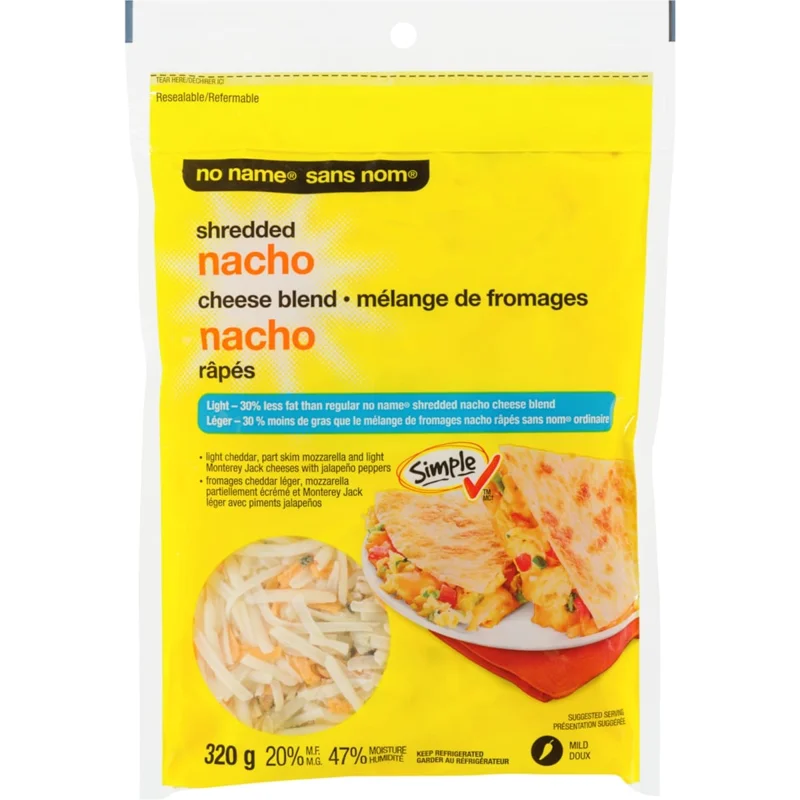 TEAR HERE/DÉCHIRER ICI
Resealable/Refermable
no name® sans nom®
shredded
nacho
cheese blend • mélange de fromages
nacho
râpés
Light – 30% less fat than regular no name® shredded nacho cheese blend
Léger – 30 % moins de gras que le mélange de fromages nacho râpés sans nom® ordinaire
• light cheddar, part skim mozzarella and light
Monterey Jack cheeses with jalapeño peppers
• fromages cheddar léger, mozzarella
partiellement écrémé et Monterey Jack
léger avec piments jalapeños
Simple
TM
MC†
SUGGESTED SERVING
PRÉSENTATION SUGGÉRÉE
320 g 20% M.F. M.G. 47% MOISTURE HUMIDITÉ
KEEP REFRIGERATED
GARDER AU RÉFRIGÉRATEUR
MILD
DOUX